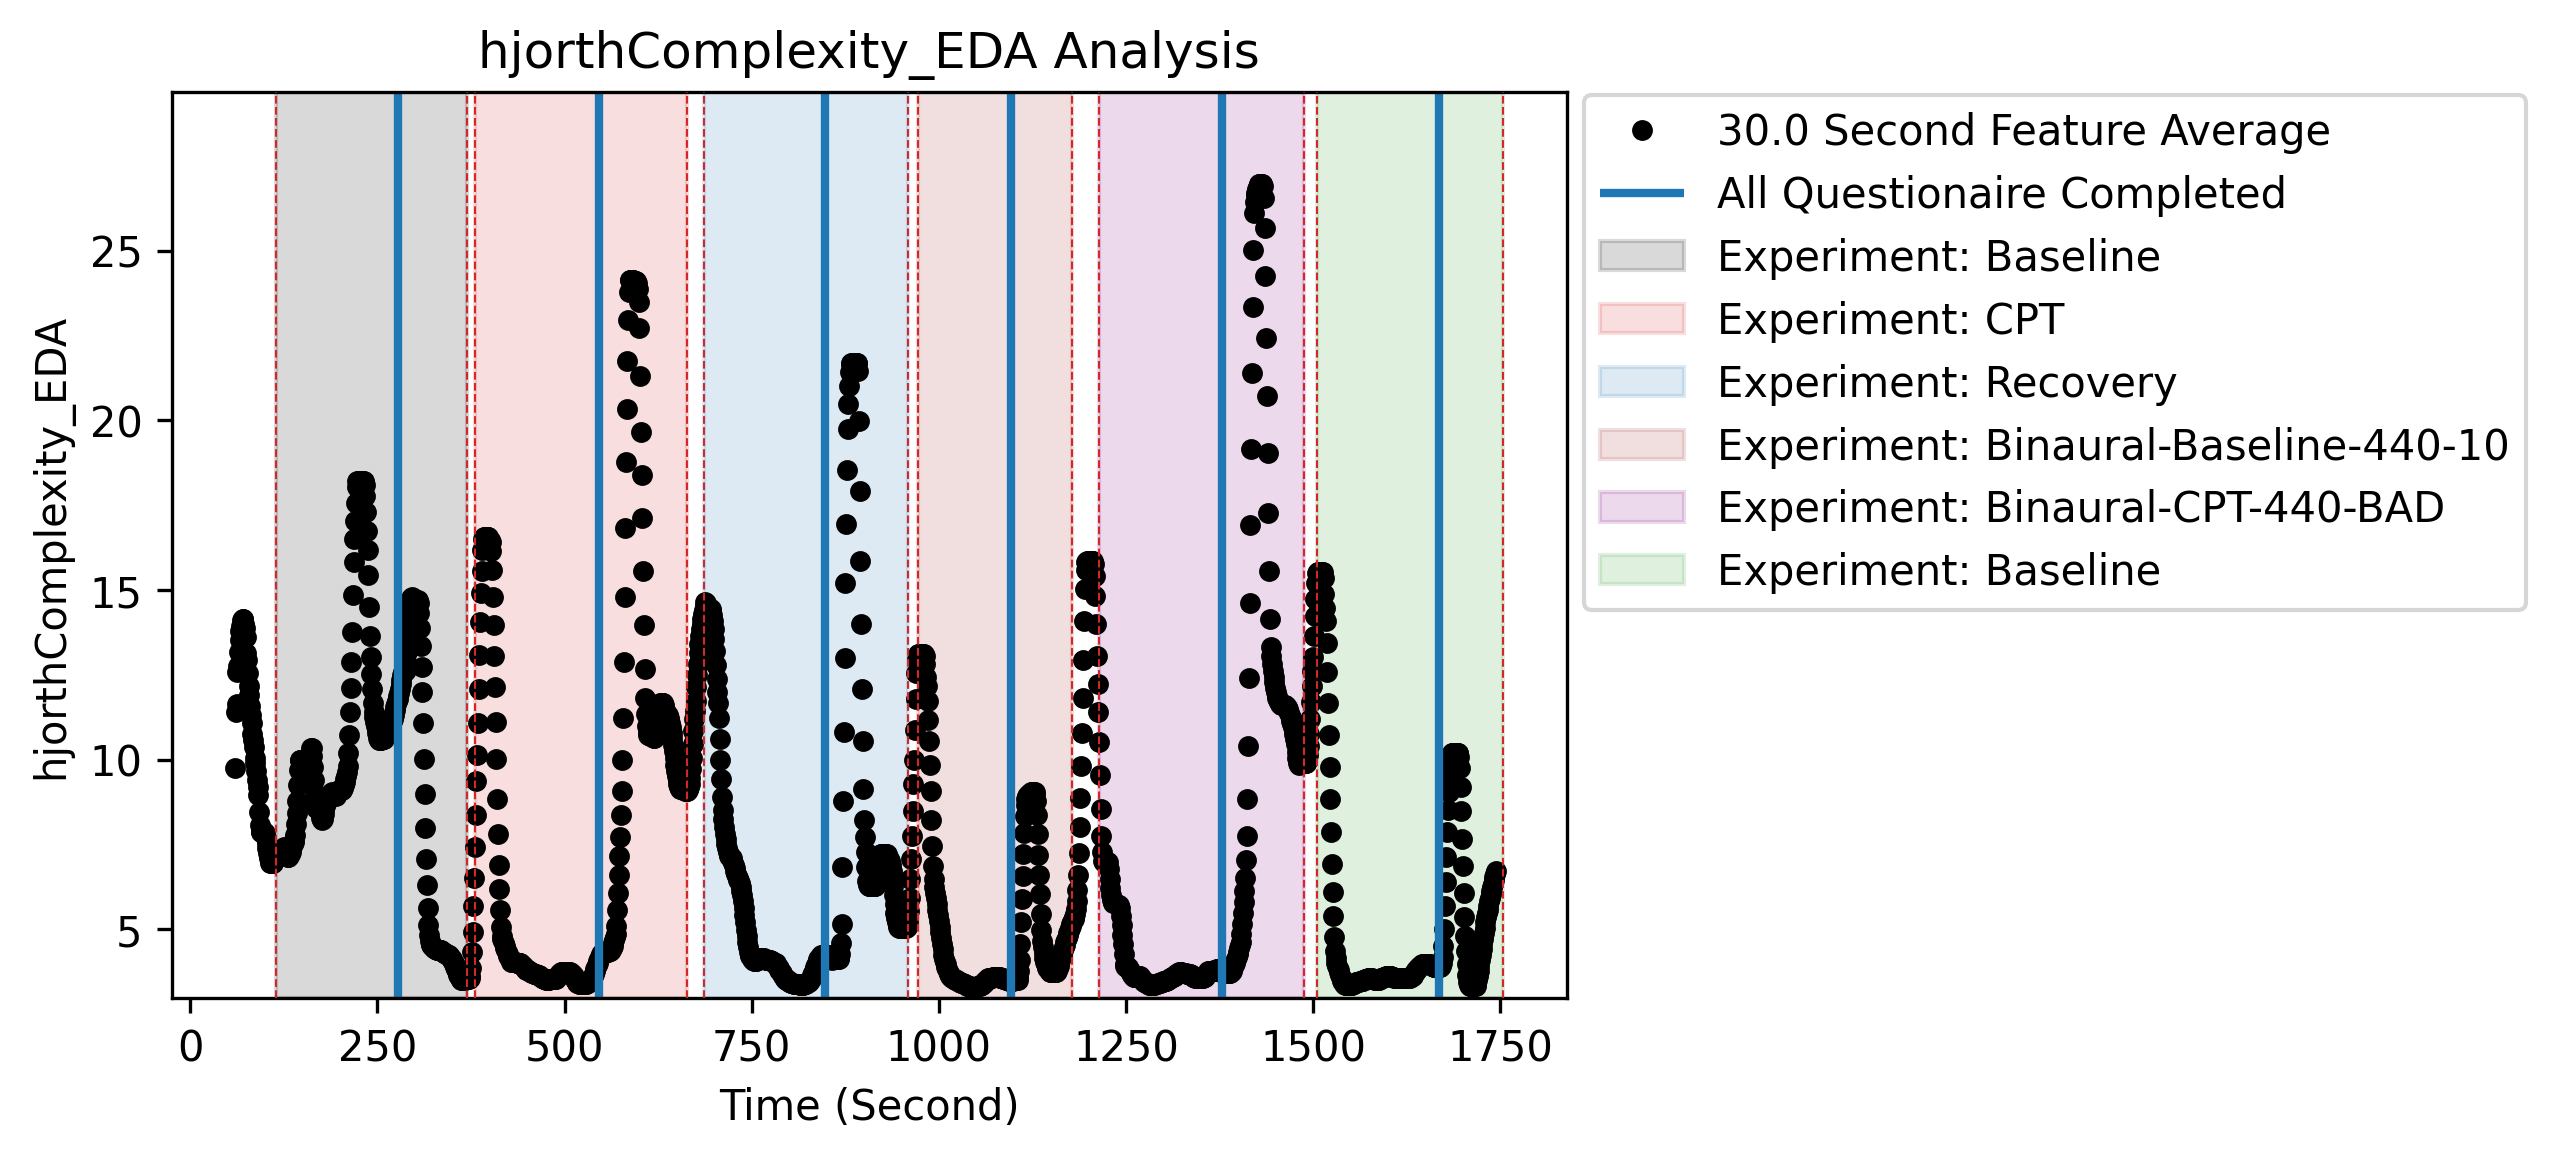 hjorthComplexity_EDA Analysis
hjorthComplexity_EDA
25
20
15
10
5
0
250
500
750
1000
1250
1500
1750
Time (Second)
30.0 Second Feature Average
All Questionaire Completed
Experiment: Baseline
Experiment: CPT
Experiment: Recovery
Experiment: Binaural-Baseline-440-10
Experiment: Binaural-CPT-440-BAD
Experiment: Baseline